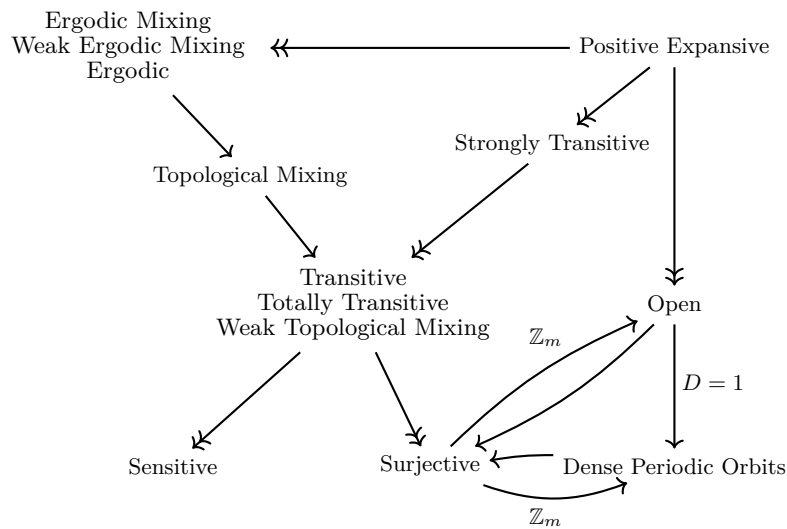 Ergodic Mixing
Weak Ergodic Mixing
Ergodic
Positive Expansive
Strongly Transitive
Topological Mixing
Transitive
Totally Transitive
Weak Topological Mixing
Open
ℤ_m
D = 1
Sensitive
Surjective
Dense Periodic Orbits
ℤ_m